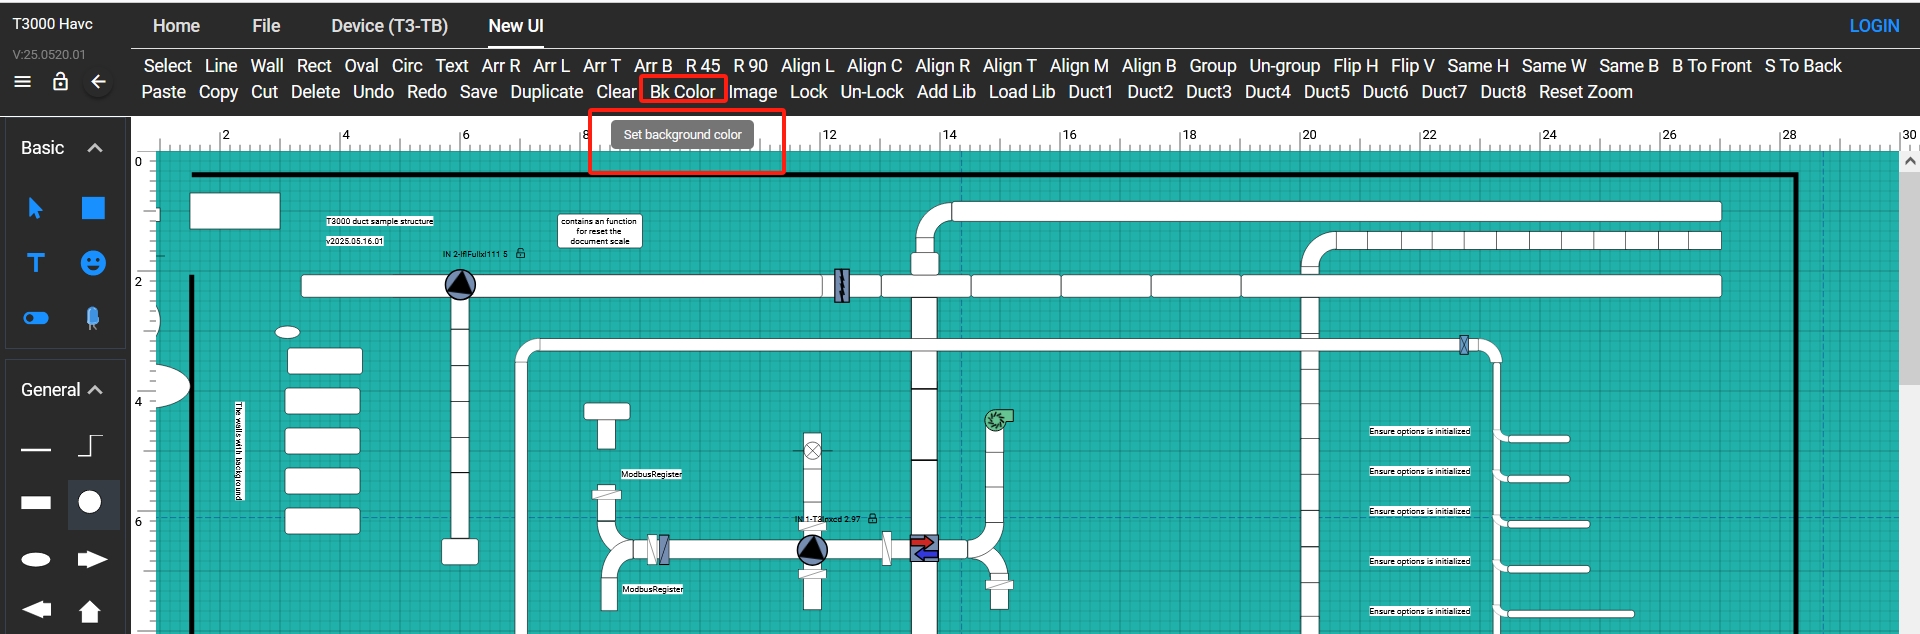 T3000 Havc
Home File Device (T3-TB) New UI LOGIN
V:25.0520.01
Select Line Wall Rect Oval Circ Text Arr R Arr L Arr T Arr B R 45 R 90 Align L Align C Align R Align T Align M Align B Group Un-group Flip H Flip V Same H Same W Same B B To Front S To Back
Paste Copy Cut Delete Undo Redo Save Duplicate Clear Bk Color Image Lock Un-Lock Add Lib Load Lib Duct1 Duct2 Duct3 Duct4 Duct5 Duct6 Duct7 Duct8 Reset Zoom
Set background color
2 4 6 8 12 14 16 18 20 22 24 26 28 30
Basic
0
T3000 duct sample structure
v2025.05.16.01
contains an function
for reset the
document scale
IN 2-IflFullxl111 5
T
2
General
4
The walls with background
Ensure options is initialized
ModbusRegister
Ensure options is initialized
6
IN 1-T3 2.97
Ensure options is initialized
Ensure options is initialized
ModbusRegister
Ensure options is initialized